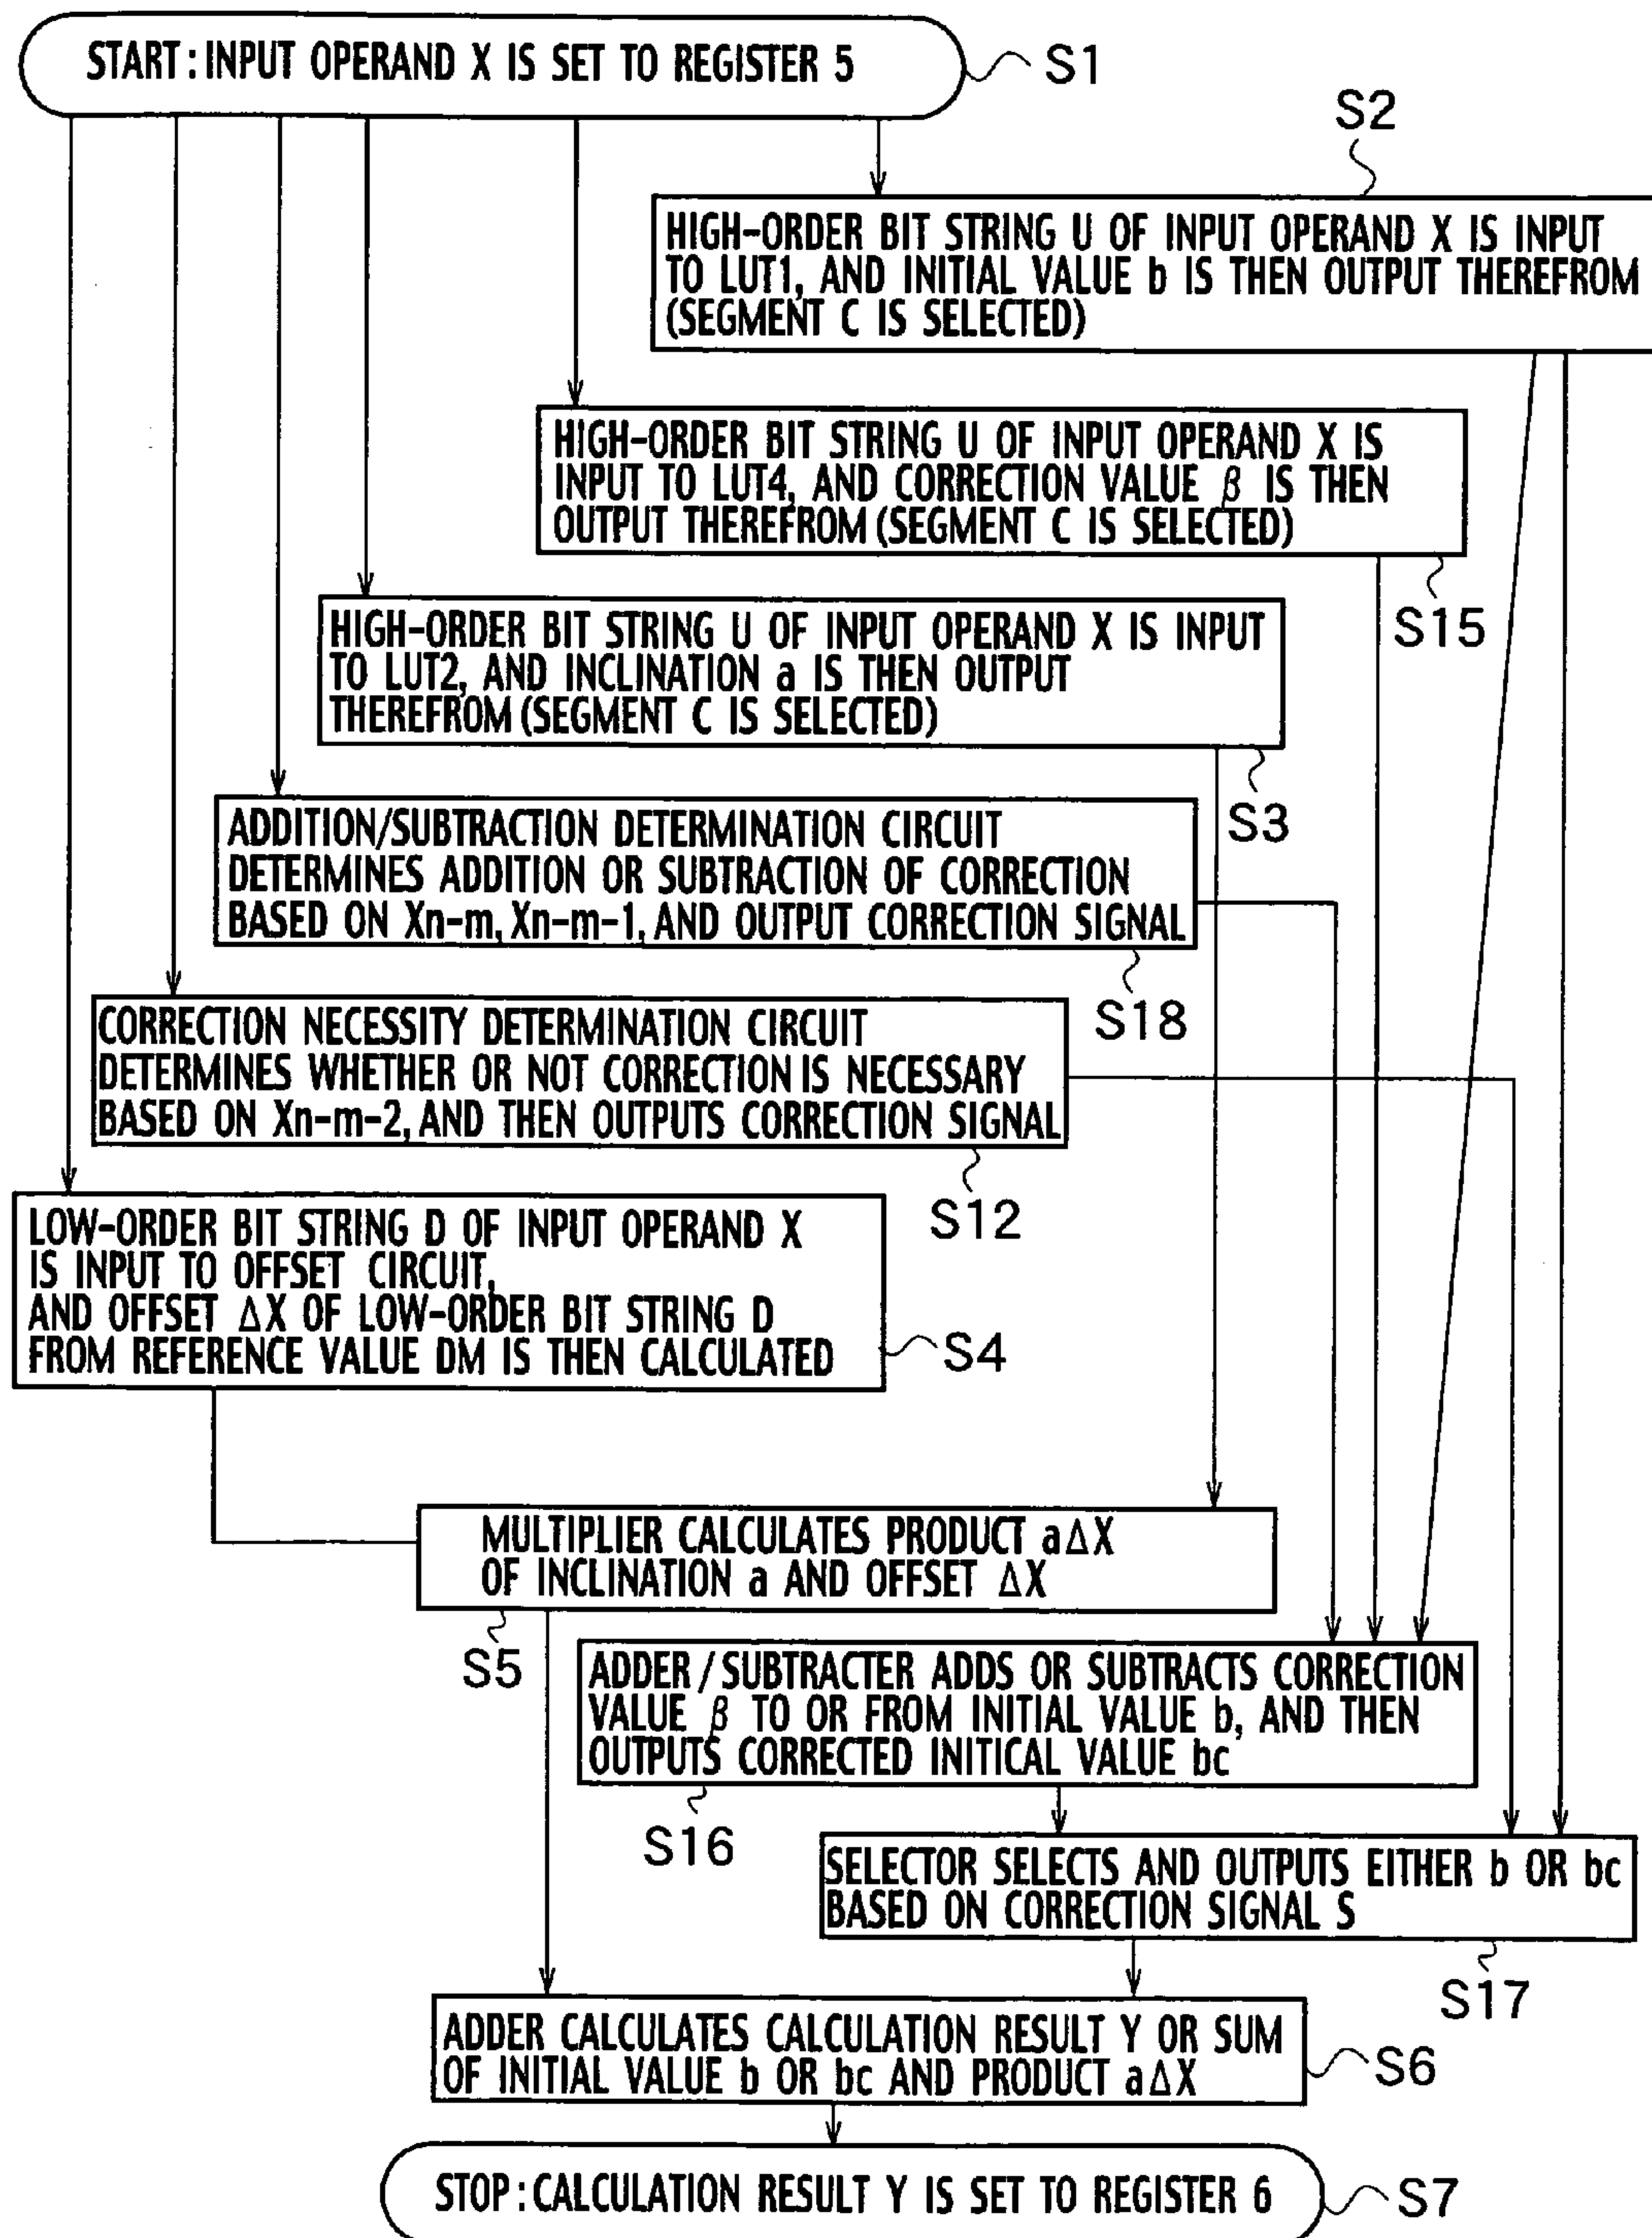 START : INPUT OPERAND X IS SET TO REGISTER 5
S1
S2
HIGH-ORDER BIT STRING U OF INPUT OPERAND X IS INPUT
TO LUT1, AND INITIAL VALUE b IS THEN OUTPUT THEREFROM
(SEGMENT C IS SELECTED)
HIGH-ORDER BIT STRING U OF INPUT OPERAND X IS
INPUT TO LUT4, AND CORRECTION VALUE β IS THEN
OUTPUT THEREFROM (SEGMENT C IS SELECTED)
S15
HIGH-ORDER BIT STRING U OF INPUT OPERAND X IS INPUT
TO LUT2, AND INCLINATION a IS THEN OUTPUT
THEREFROM (SEGMENT C IS SELECTED)
S3
ADDITION/SUBTRACTION DETERMINATION CIRCUIT
DETERMINES ADDITION OR SUBTRACTION OF CORRECTION
BASED ON Xn-m, Xn-m-1, AND OUTPUT CORRECTION SIGNAL
S18
CORRECTION NECESSITY DETERMINATION CIRCUIT
DETERMINES WHETHER OR NOT CORRECTION IS NECESSARY
BASED ON Xn-m-2, AND THEN OUTPUTS CORRECTION SIGNAL
S12
LOW-ORDER BIT STRING D OF INPUT OPERAND X
IS INPUT TO OFFSET CIRCUIT,
AND OFFSET ΔX OF LOW-ORDER BIT STRING D
FROM REFERENCE VALUE DM IS THEN CALCULATED
S4
MULTIPLIER CALCULATES PRODUCT aΔX
OF INCLINATION a AND OFFSET ΔX
S5
ADDER / SUBTRACTER ADDS OR SUBTRACTS CORRECTION
VALUE β TO OR FROM INITIAL VALUE b, AND THEN
OUTPUTS CORRECTED INITICAL VALUE bc
S16
SELECTOR SELECTS AND OUTPUTS EITHER b OR bc
BASED ON CORRECTION SIGNAL S
S17
ADDER CALCULATES CALCULATION RESULT Y OR SUM
OF INITIAL VALUE b OR bc AND PRODUCT aΔX
S6
STOP : CALCULATION RESULT Y IS SET TO REGISTER 6
S7